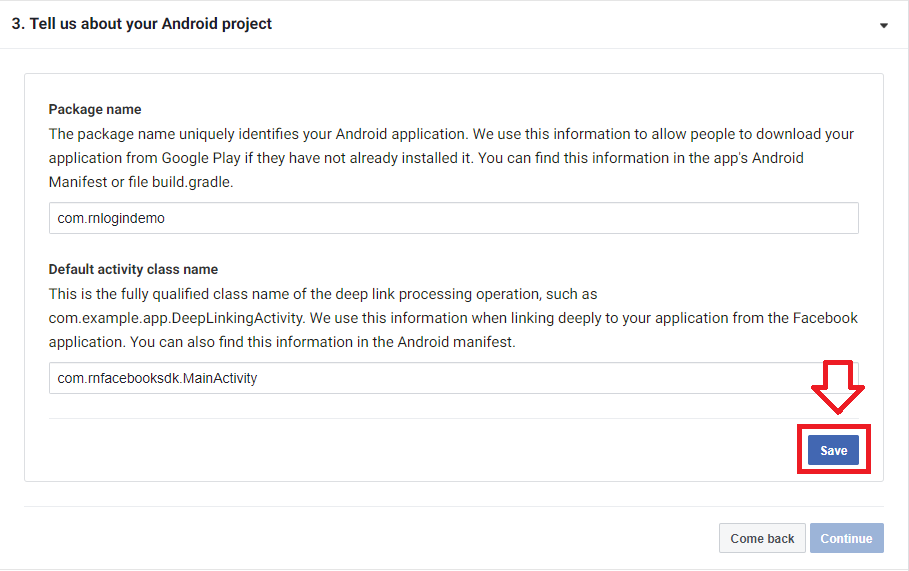 3. Tell us about your Android project
Package name
The package name uniquely identifies your Android application. We use this information to allow people to download your
application from Google Play if they have not already installed it. You can find this information in the app's Android
Manifest or file build.gradle.
com.rnlogindemo
Default activity class name
This is the fully qualified class name of the deep link processing operation, such as
com.example.app.DeepLinkingActivity. We use this information when linking deeply to your application from the Facebook
application. You can also find this information in the Android manifest.
com.rnfacebooksdk.MainActivity
Save
Come back Continue